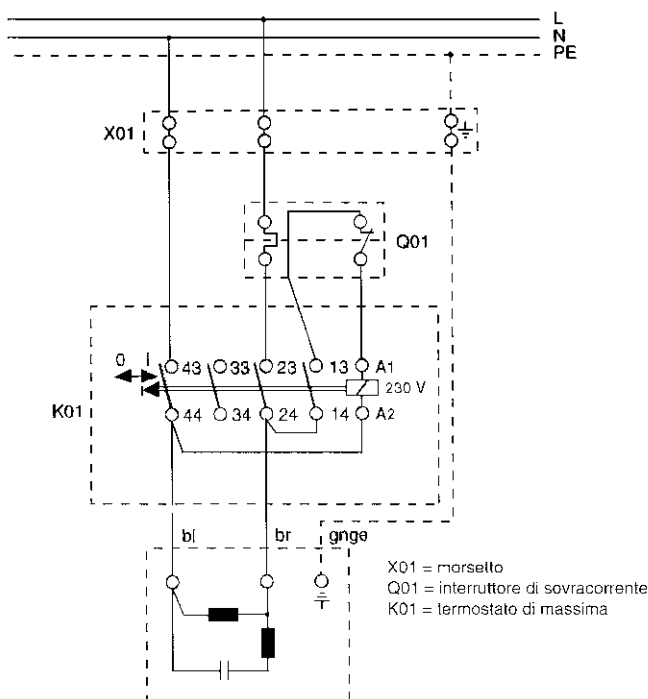 L
N
PE
X01
Q01
0 I
43 33 23 13 A1
230 V
K01
44 34 24 14 A2
bl br gnge
X01 = morsetto
Q01 = interruttore di sovracorrente
K01 = termostato di massima